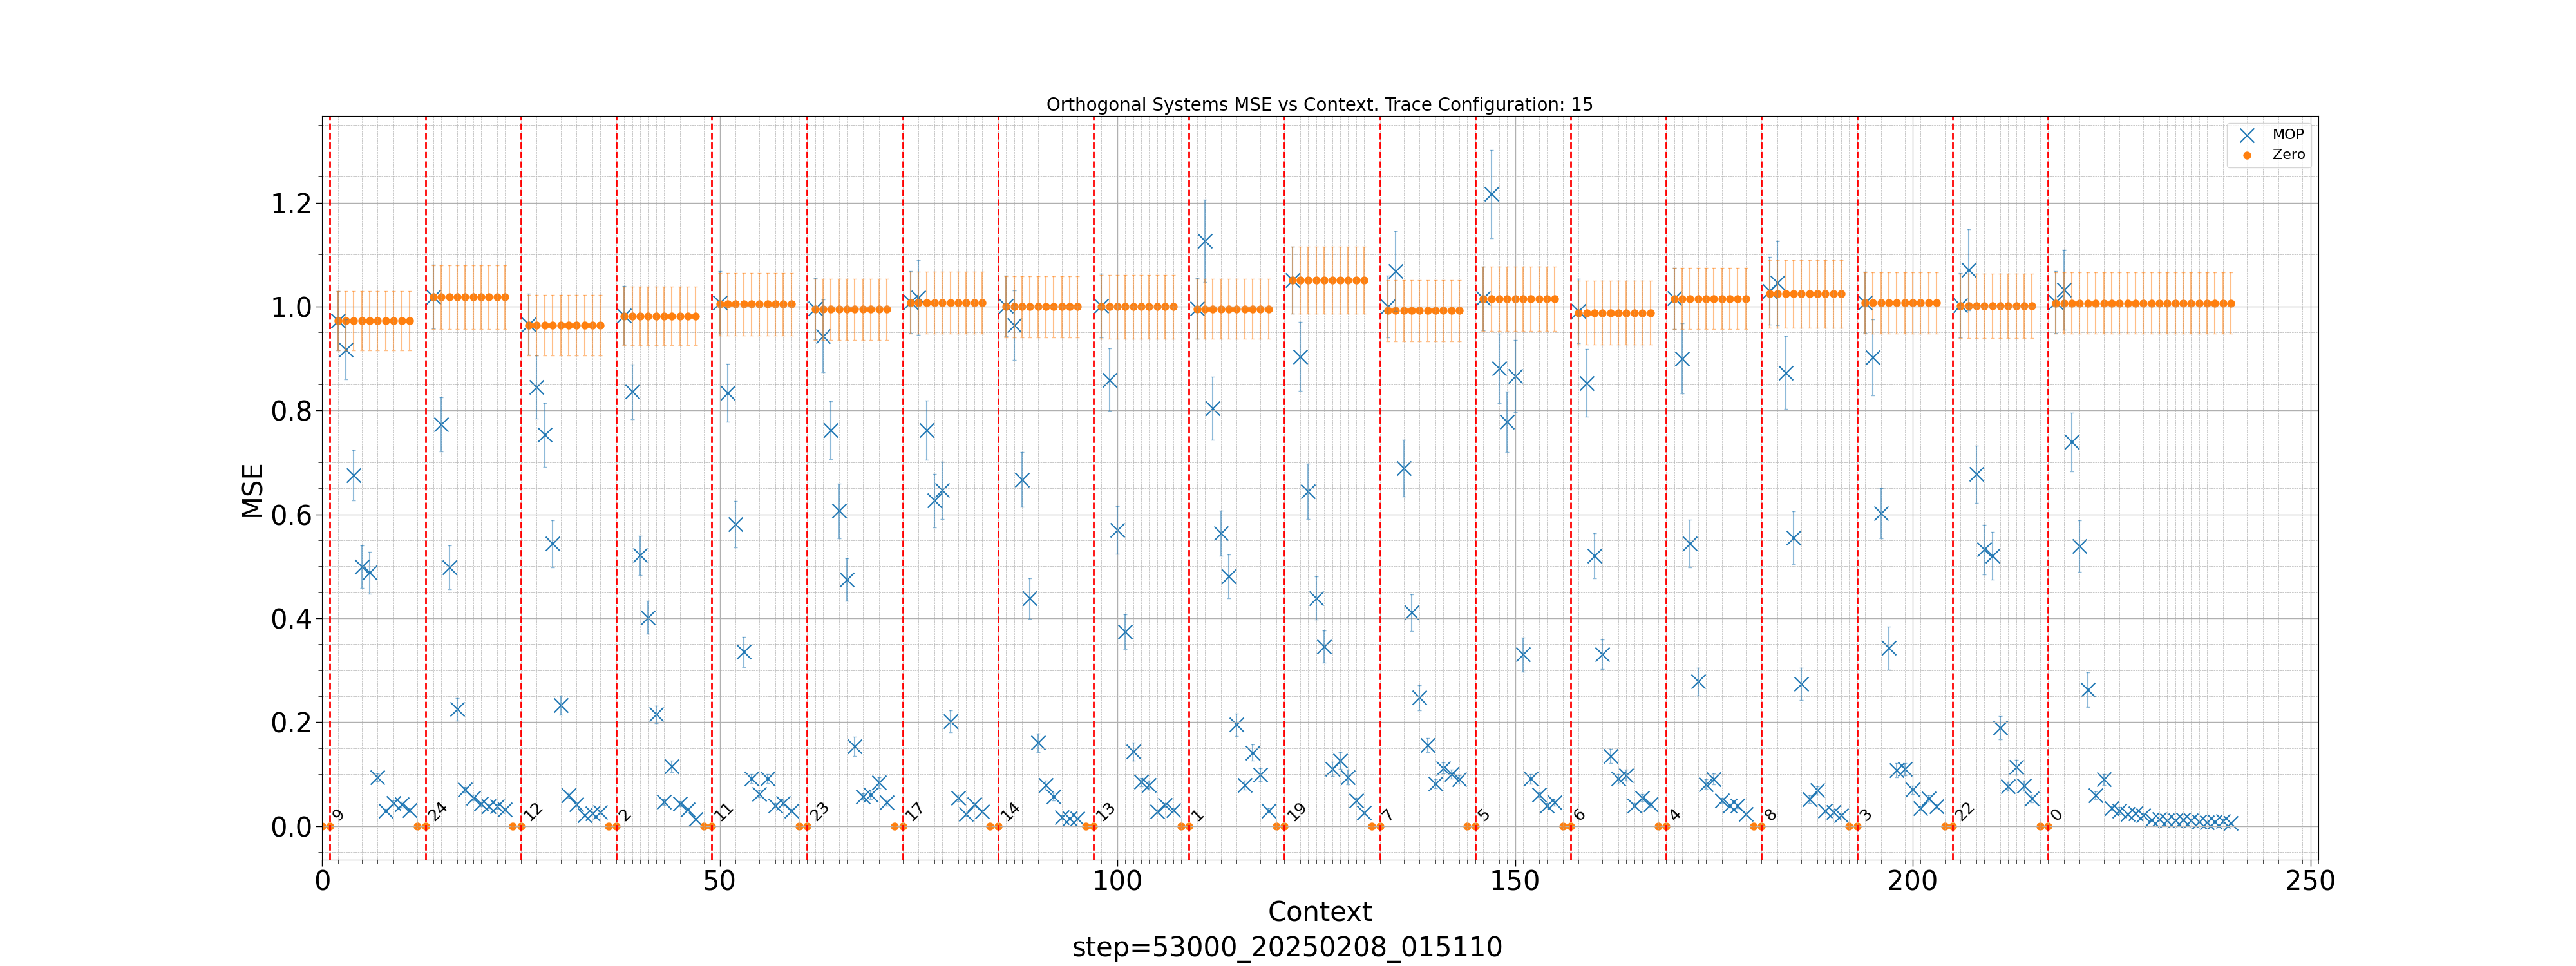 Orthogonal Systems MSE vs Context. Trace Configuration: 15
MOP
Zero
MSE
1.2
1.0
0.8
0.6
0.4
0.2
0.0
9 24 12 2 11 23 17 14 13 1 19 7 5 6 4 8 3 22 0
0 50 100 150 200 250
Context
step=53000_20250208_015110